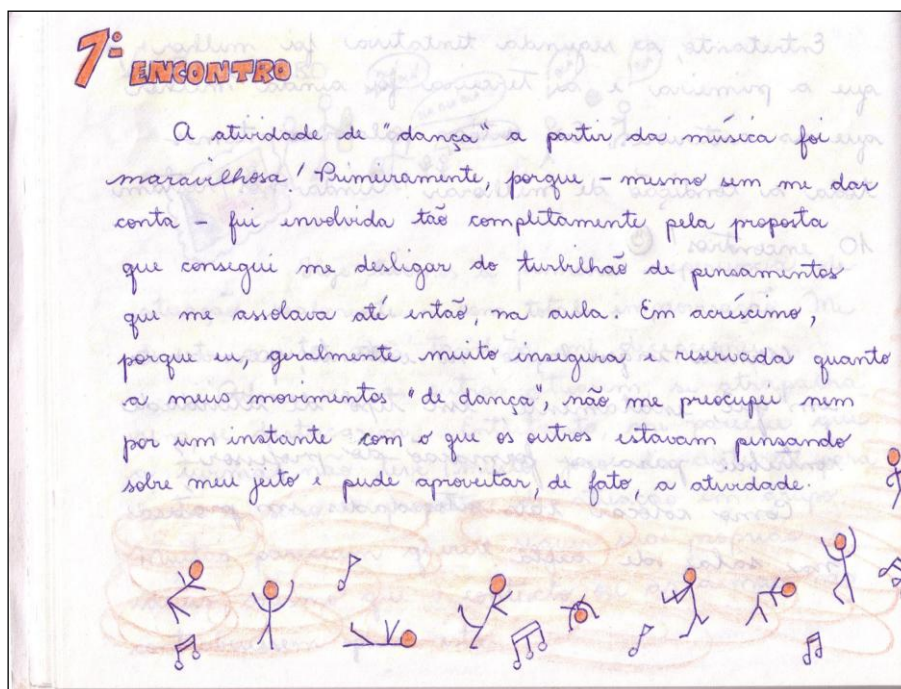 7º
ENCONTRO
A atividade de "dança" a partir da música foi
maravilhosa! Primeiramente, porque - mesmo sem me dar
conta - fui envolvida tão completamente pela proposta
que consegui me desligar do turbilhão de pensamentos
que me assolava até então, na aula. Em acréscimo,
porque eu, geralmente muito insegura e reservada quanto
a meus movimentos "de dança", não me preocupei nem
por um instante com o que os outros estavam pensando
sobre meu jeito e pude aproveitar, de fato, a atividade.